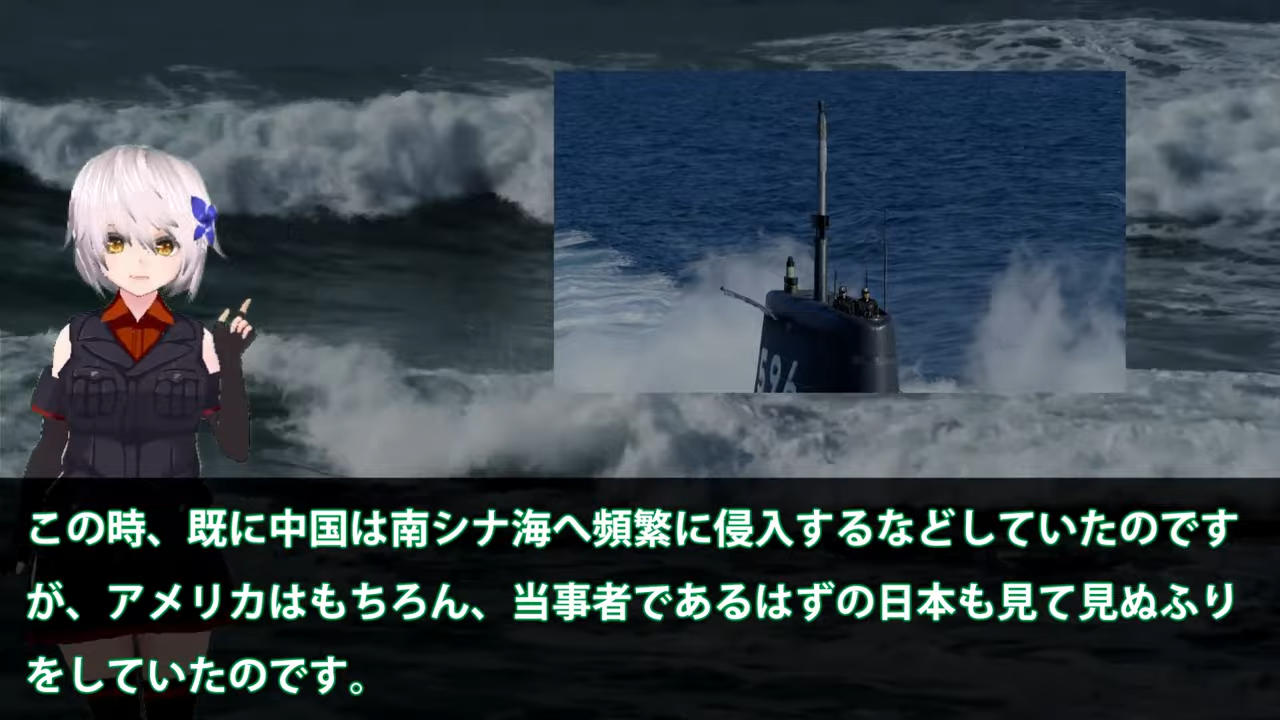 596
この時、既に中国は南シナ海へ頻繁に侵入するなどしていたのです
が、アメリカはもちろん、当事者であるはずの日本も見て見ぬふり
をしていたのです。